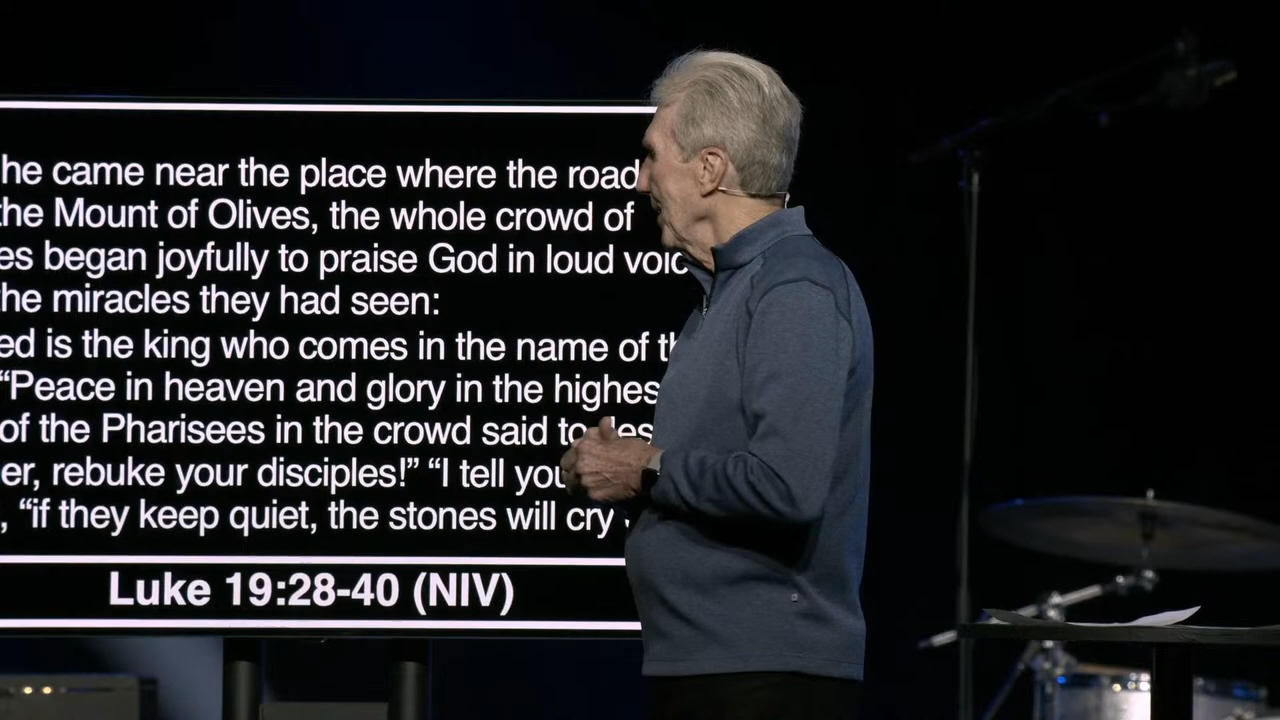 he came near the place where the road
the Mount of Olives, the whole crowd of
es began joyfully to praise God in loud voic
the miracles they had seen:
ed is the king who comes in the name of th
“Peace in heaven and glory in the highes
of the Pharisees in the crowd said to Jes
er, rebuke your disciples!” “I tell you
, “if they keep quiet, the stones will cry
Luke 19:28-40 (NIV)